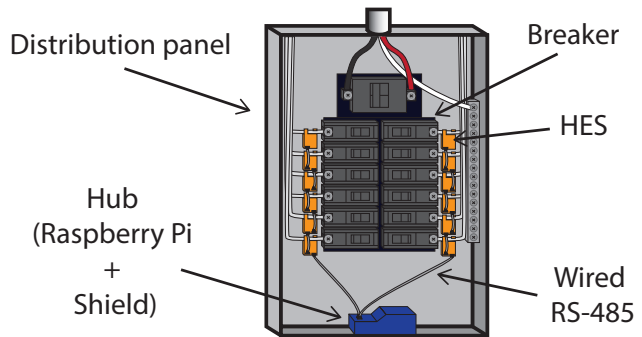 Distribution panel
Breaker
HES
Hub
(Raspberry Pi
+
Shield)
Wired
RS-485